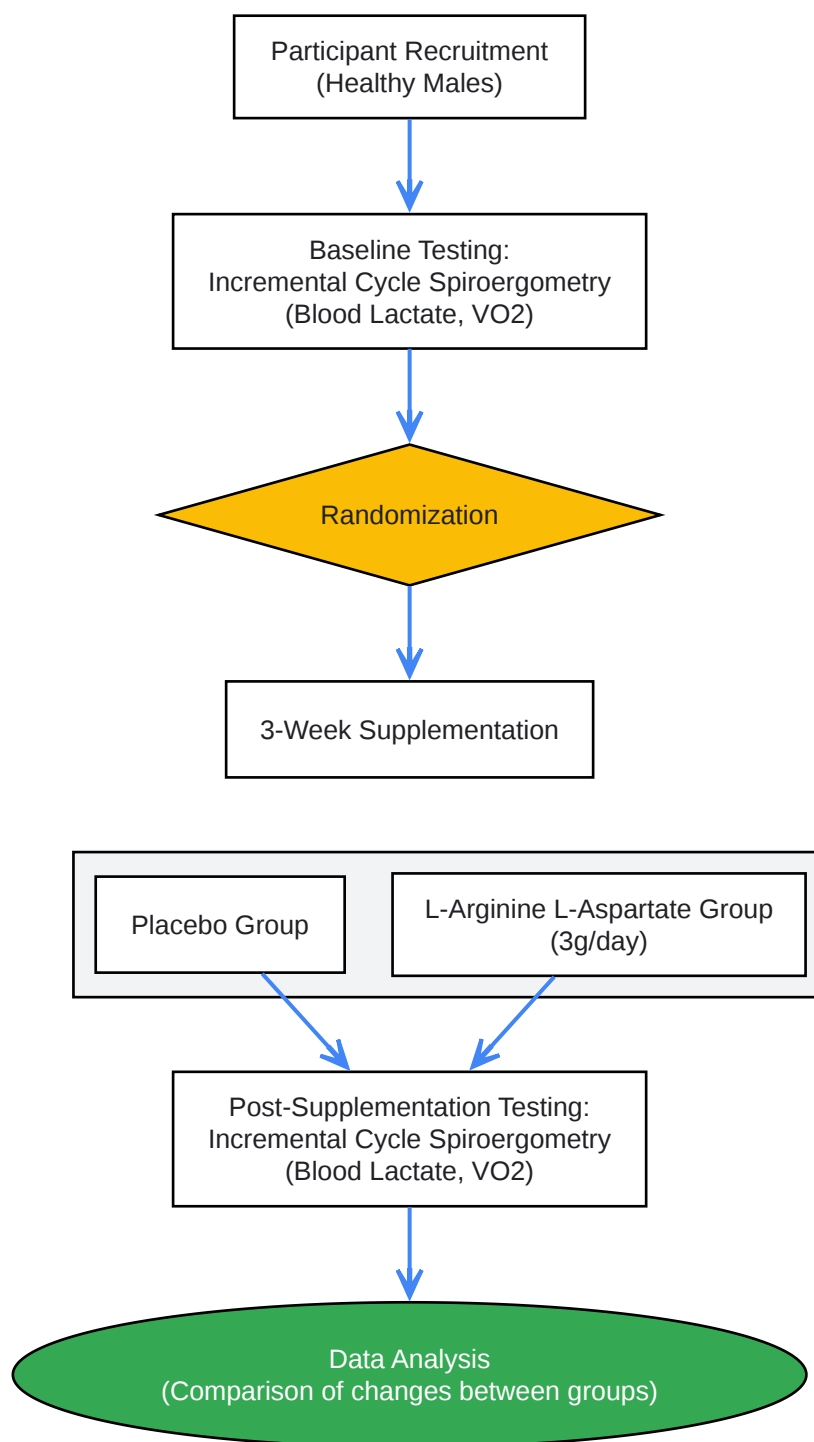 Participant Recruitment
(Healthy Males)
Baseline Testing:
Incremental Cycle Spiroergometry
(Blood Lactate, VO2)
Randomization
3-Week Supplementation
Placebo Group
L-Arginine L-Aspartate Group
(3g/day)
Post-Supplementation Testing:
Incremental Cycle Spiroergometry
(Blood Lactate, VO2)
Data Analysis
(Comparison of changes between groups)